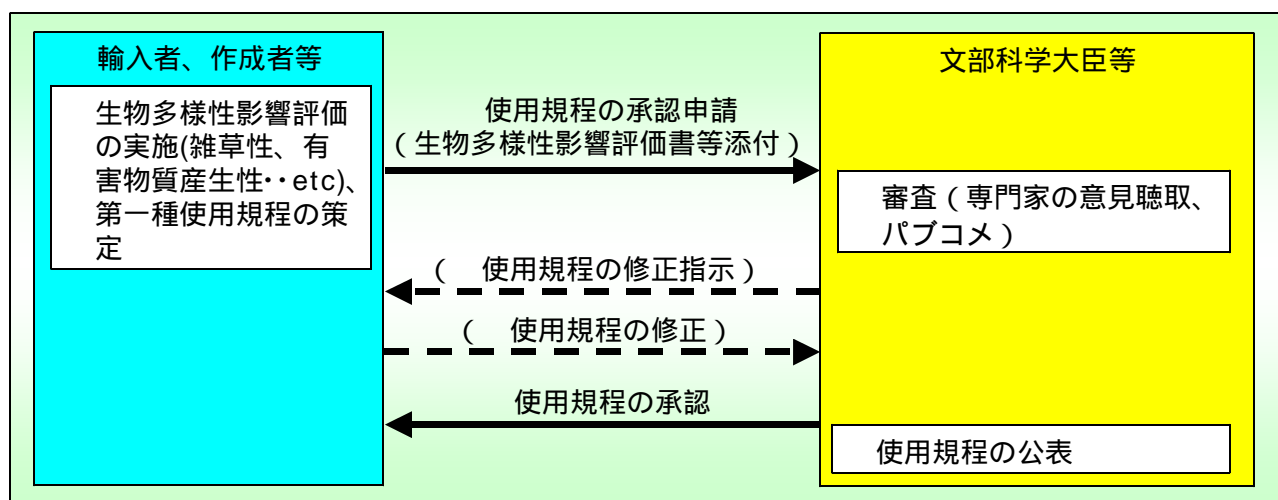 輸入者、作成者等
生物多様性影響評価
の実施(雑草性、有
害物質産生性・・etc)、
第一種使用規程の策
定
使用規程の承認申請
（生物多様性影響評価書等添付）
（　使用規程の修正指示）
（　使用規程の修正）
使用規程の承認
文部科学大臣等
審査（専門家の意見聴取、
パブコメ）
使用規程の公表